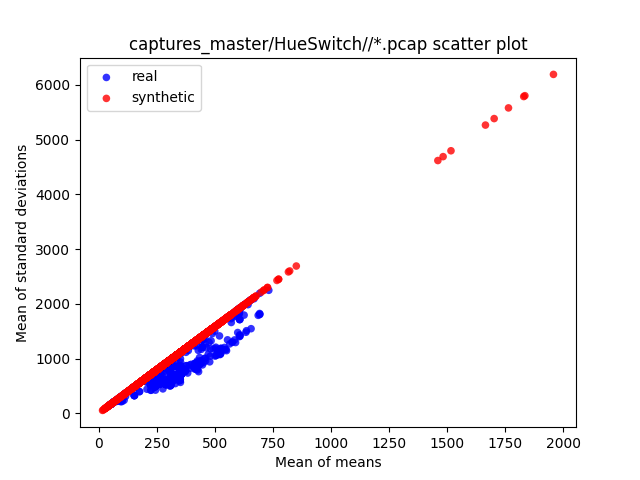 captures_master/HueSwitch//*.pcap scatter plot
real
synthetic
Mean of standard deviations
6000
5000
4000
3000
2000
1000
0
0 250 500 750 1000 1250 1500 1750 2000
Mean of means